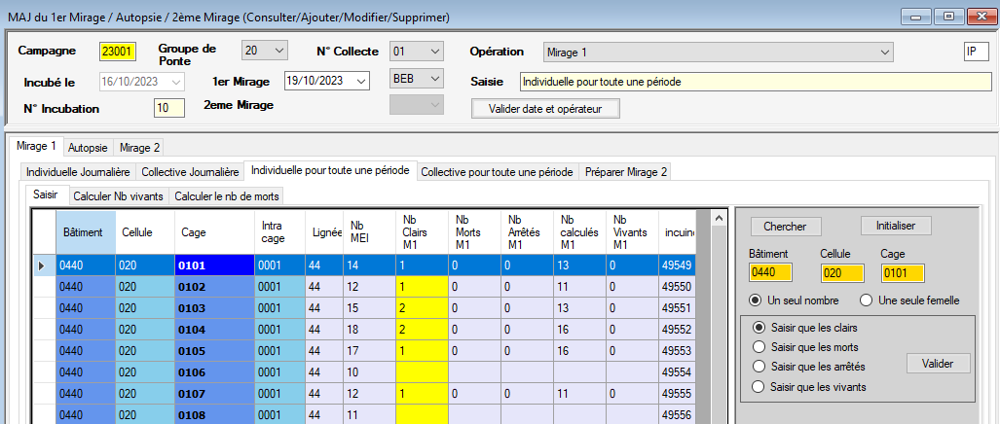 MAJ du 1er Mirage / Autopsie / 2ème Mirage (Consulter/Ajouter/Modifier/Supprimer)
Campagne 23001 Groupe de Ponte 20 N° Collecte 01 Opération Mirage 1 IP
Incubé le 16/10/2023 1er Mirage 19/10/2023 BEB Saisie Individuelle pour toute une période
N° Incubation 10 2eme Mirage Valider date et opérateur
Mirage 1 Autopsie Mirage 2
Individuelle Journalière Collective Journalière Individuelle pour toute une période Collective pour toute une période Préparer Mirage 2
Saisir Calculer Nb vivants Calculer le nb de morts
Bâtiment Cellule Cage Intra cage Lignée Nb MEI Nb Clairs M1 Nb Morts M1 Nb Arrêtés M1 Nb calculés M1 Nb Vivants M1 incuinc
0440 020 0101 0001 44 14 1 0 0 13 0 49549
0440 020 0102 0001 44 12 1 0 0 11 0 49550
0440 020 0103 0001 44 15 2 0 0 13 0 49551
0440 020 0104 0001 44 18 2 0 0 16 0 49552
0440 020 0105 0001 44 17 1 0 0 16 0 49553
0440 020 0106 0001 44 10 49554
0440 020 0107 0001 44 12 1 0 0 11 0 49555
0440 020 0108 0001 44 11 49556
Chercher Initialiser
Bâtiment Cellule Cage
0440 020 0101
Un seul nombre Une seule femelle
Saisir que les clairs
Saisir que les morts
Saisir que les arrêtés
Valider
Saisir que les vivants